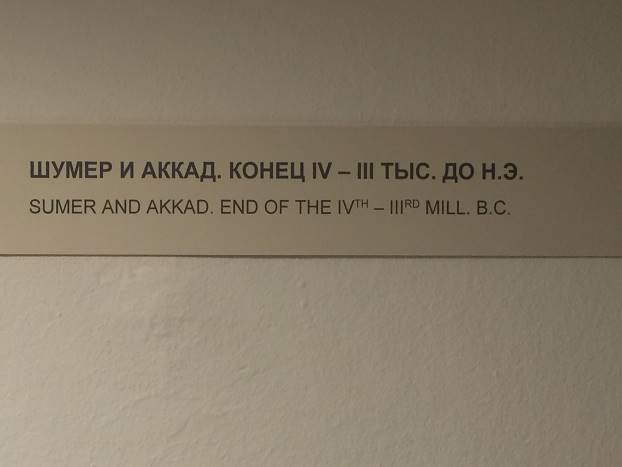 ШУМЕР И АККАД. КОНЕЦ IV – III ТЫС. ДО Н.Э.
SUMER AND AKKAD. END OF THE IVTH – IIIRD MILL. B.C.